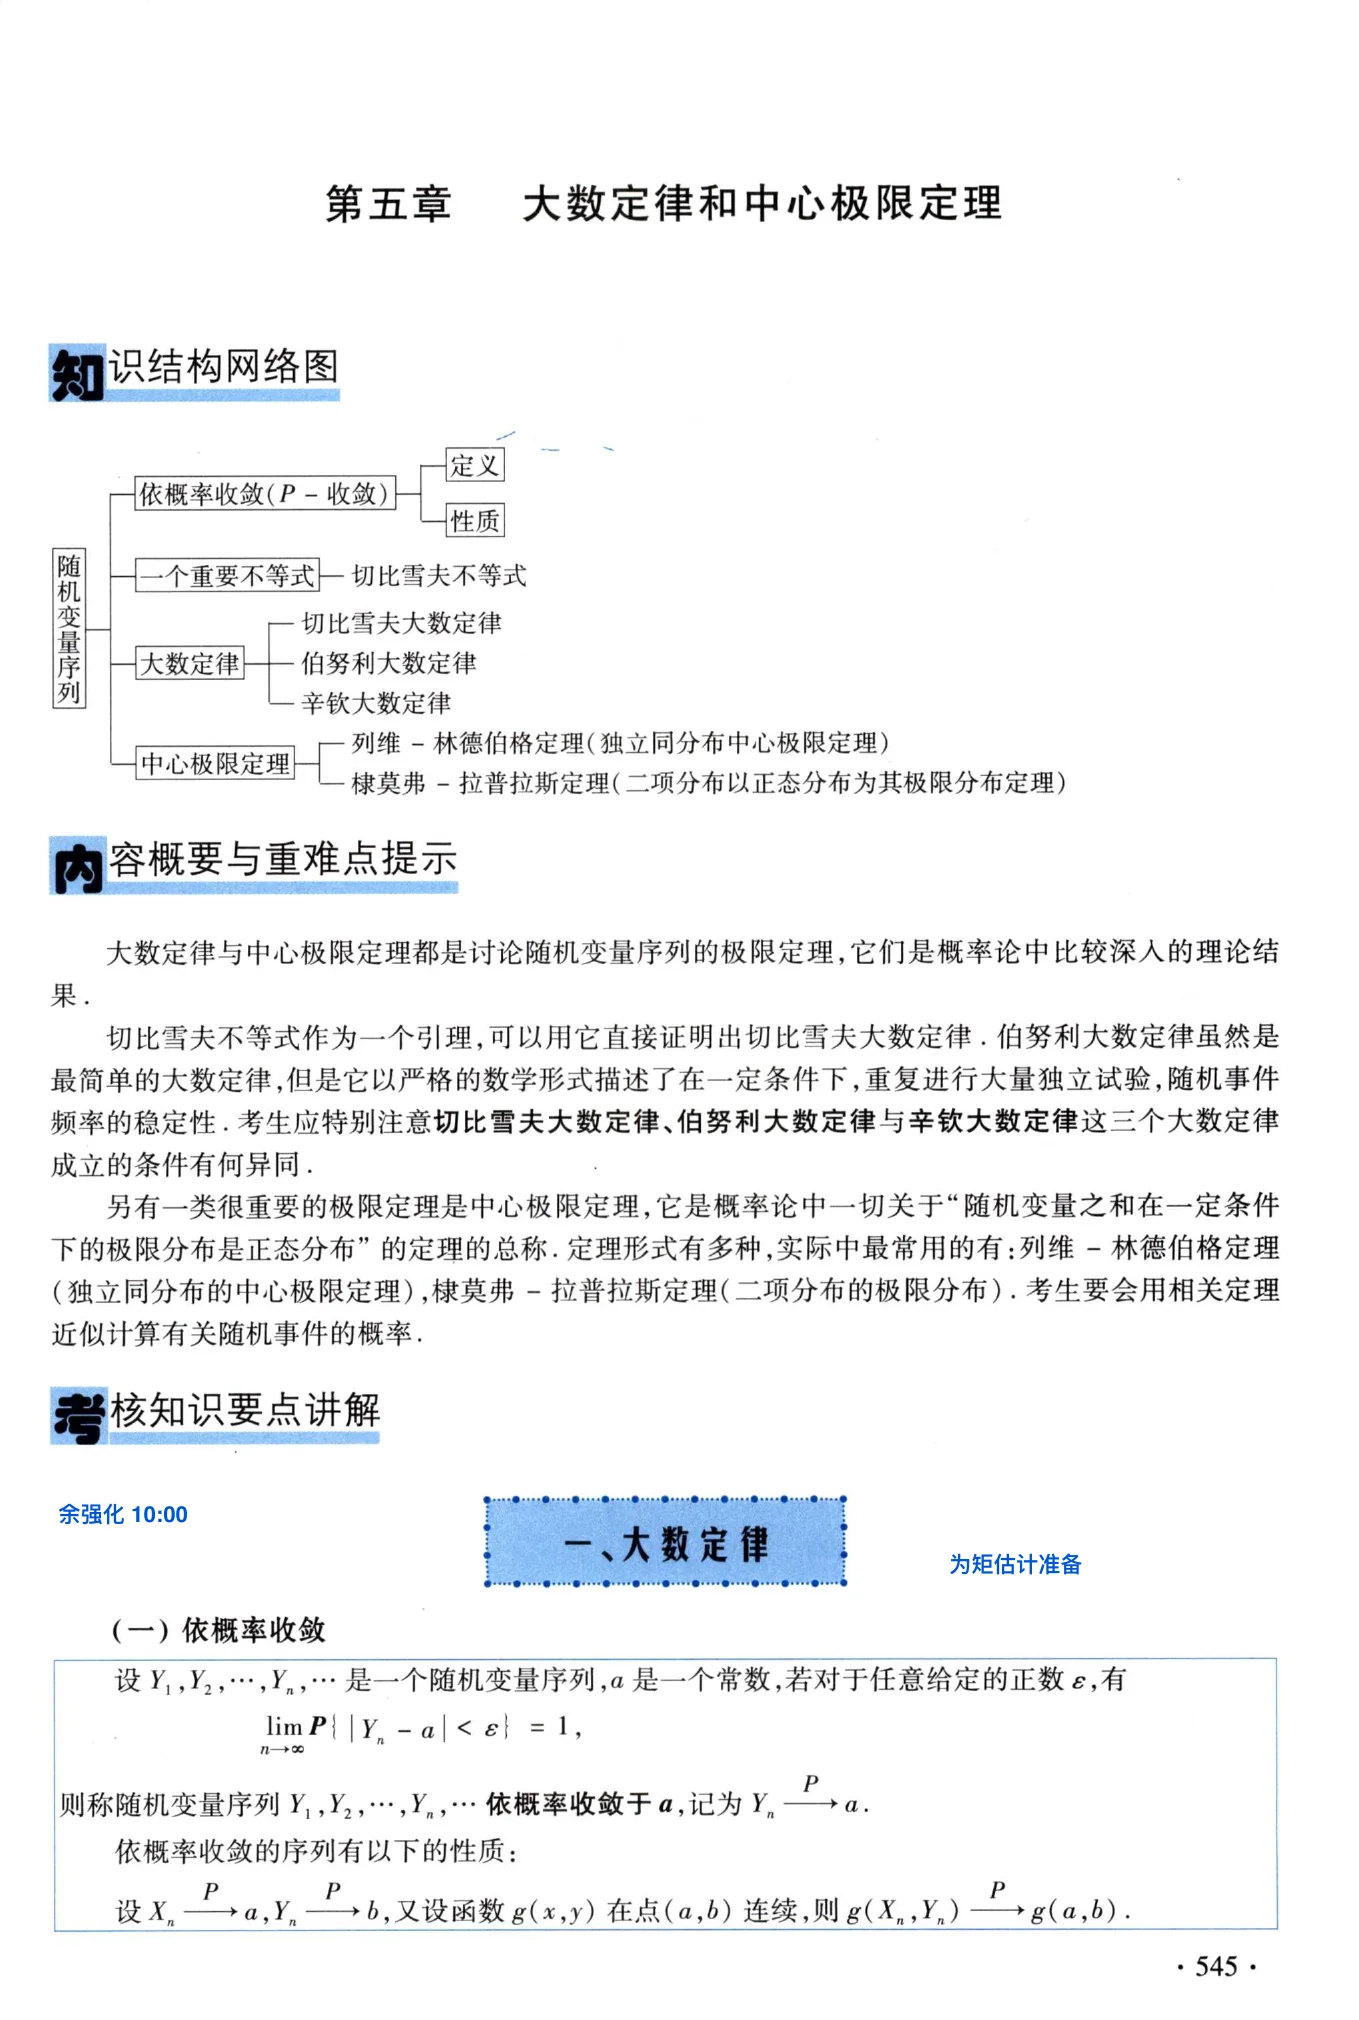 第五章 大数定律和中心极限定理
知识结构网络图
随机变量序列
依概率收敛(P - 收敛)
定义
性质
一个重要不等式
切比雪夫不等式
大数定律
切比雪夫大数定律
伯努利大数定律
辛钦大数定律
中心极限定理
列维 - 林德伯格定理(独立同分布中心极限定理)
棣莫弗 - 拉普拉斯定理(二项分布以正态分布为其极限分布定理)
内容概要与重难点提示
大数定律与中心极限定理都是讨论随机变量序列的极限定理,它们是概率论中比较深入的理论结
果.
切比雪夫不等式作为一个引理,可以用它直接证明出切比雪夫大数定律.伯努利大数定律虽然是
最简单的大数定律,但是它以严格的数学形式描述了在一定条件下,重复进行大量独立试验,随机事件
频率的稳定性.考生应特别注意切比雪夫大数定律、伯努利大数定律与辛钦大数定律这三个大数定律
成立的条件有何异同.
另有一类很重要的极限定理是中心极限定理,它是概率论中一切关于“随机变量之和在一定条件
下的极限分布是正态分布”的定理的总称.定理形式有多种,实际中最常用的有:列维 - 林德伯格定理
(独立同分布的中心极限定理),棣莫弗 - 拉普拉斯定理(二项分布的极限分布).考生要会用相关定理
近似计算有关随机事件的概率.
考核知识要点讲解
余强化 10:00
一、大数定律
为矩估计准备
(一) 依概率收敛
设 Y₁,Y₂,⋯,Yₙ,⋯ 是一个随机变量序列,a 是一个常数,若对于任意给定的正数 ε,有
lim P{|Yₙ - a| < ε} = 1,
n→∞
则称随机变量序列 Y₁,Y₂,⋯,Yₙ,⋯ 依概率收敛于 a,记为 Yₙ —P→ a.
依概率收敛的序列有以下的性质:
设 Xₙ —P→ a,Yₙ —P→ b,又设函数 g(x,y) 在点(a,b) 连续,则 g(Xₙ,Yₙ) —P→ g(a,b).
· 545 ·